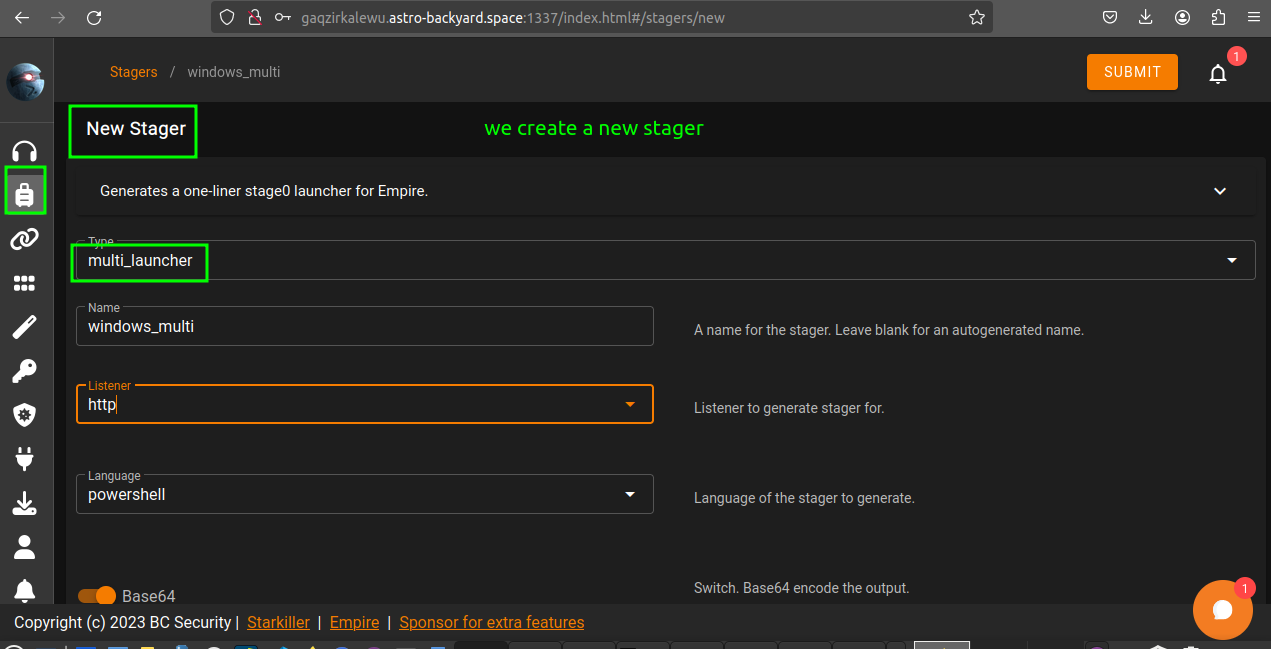 gaqzirkalewu.astro-backyard.space:1337/index.html#/stagers/new
Stagers / windows_multi
SUBMIT
1
New Stager
we create a new stager
Generates a one-liner stage0 launcher for Empire.
Type
multi_launcher
Name
windows_multi
A name for the stager. Leave blank for an autogenerated name.
Listener
http
Listener to generate stager for.
Language
powershell
Language of the stager to generate.
Base64
Switch. Base64 encode the output.
1
Copyright (c) 2023 BC Security | Starkiller | Empire | Sponsor for extra features